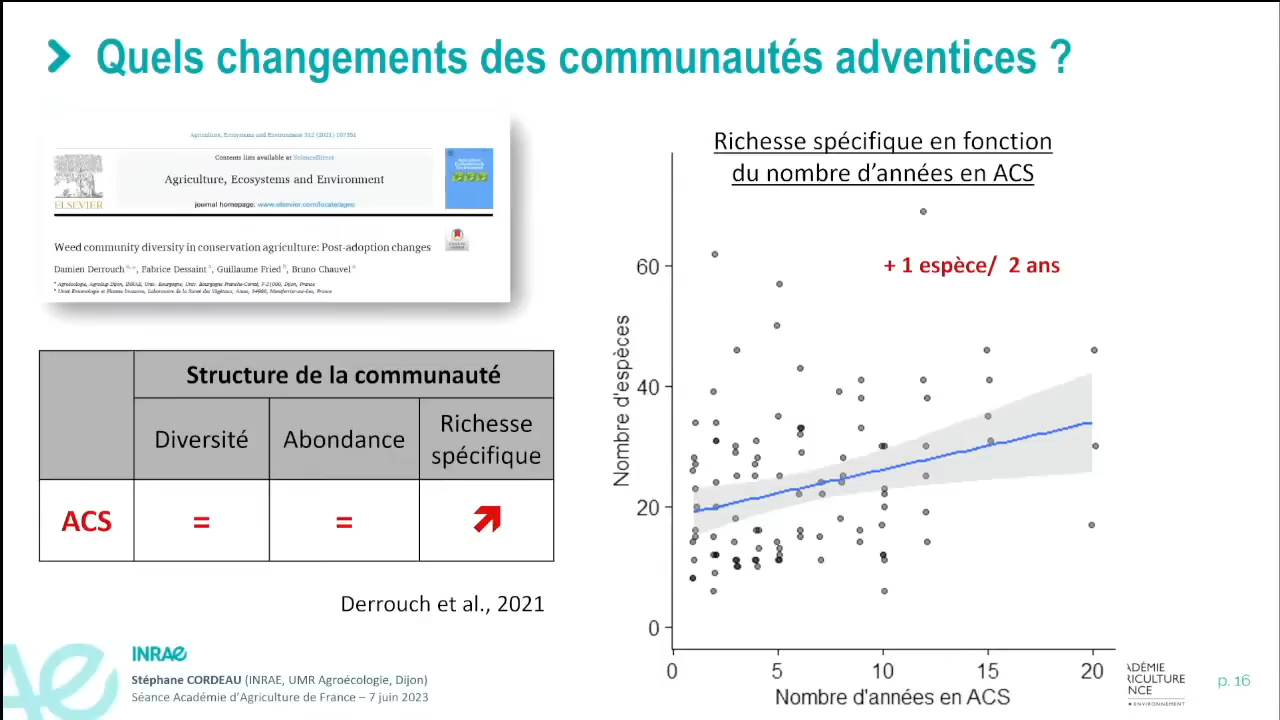 Quels changements des communautés adventices ?
Agriculture, Ecosystems and Environment 312 (2021) 107351
Contents lists available at ScienceDirect
Agriculture, Ecosystems and Environment
journal homepage: www.elsevier.com/locate/agee
ELSEVIER
Weed community diversity in conservation agriculture: Post-adoption changes
Damien Derrouch, Fabrice Dessaint, Guillaume Fried, Bruno Chauvel
Structure de la communauté
Diversité
Abondance
Richesse
spécifique
ACS
=
=
Derrouch et al., 2021
Richesse spécifique en fonction
du nombre d’années en ACS
+ 1 espèce/ 2 ans
Nombre d'espèces
60
40
20
0
0 5 10 15 20
Nombre d'années en ACS
INRAE
Stéphane CORDEAU (INRAE, UMR Agroécologie, Dijon)
Séance Académie d’Agriculture de France – 7 juin 2023
p. 16